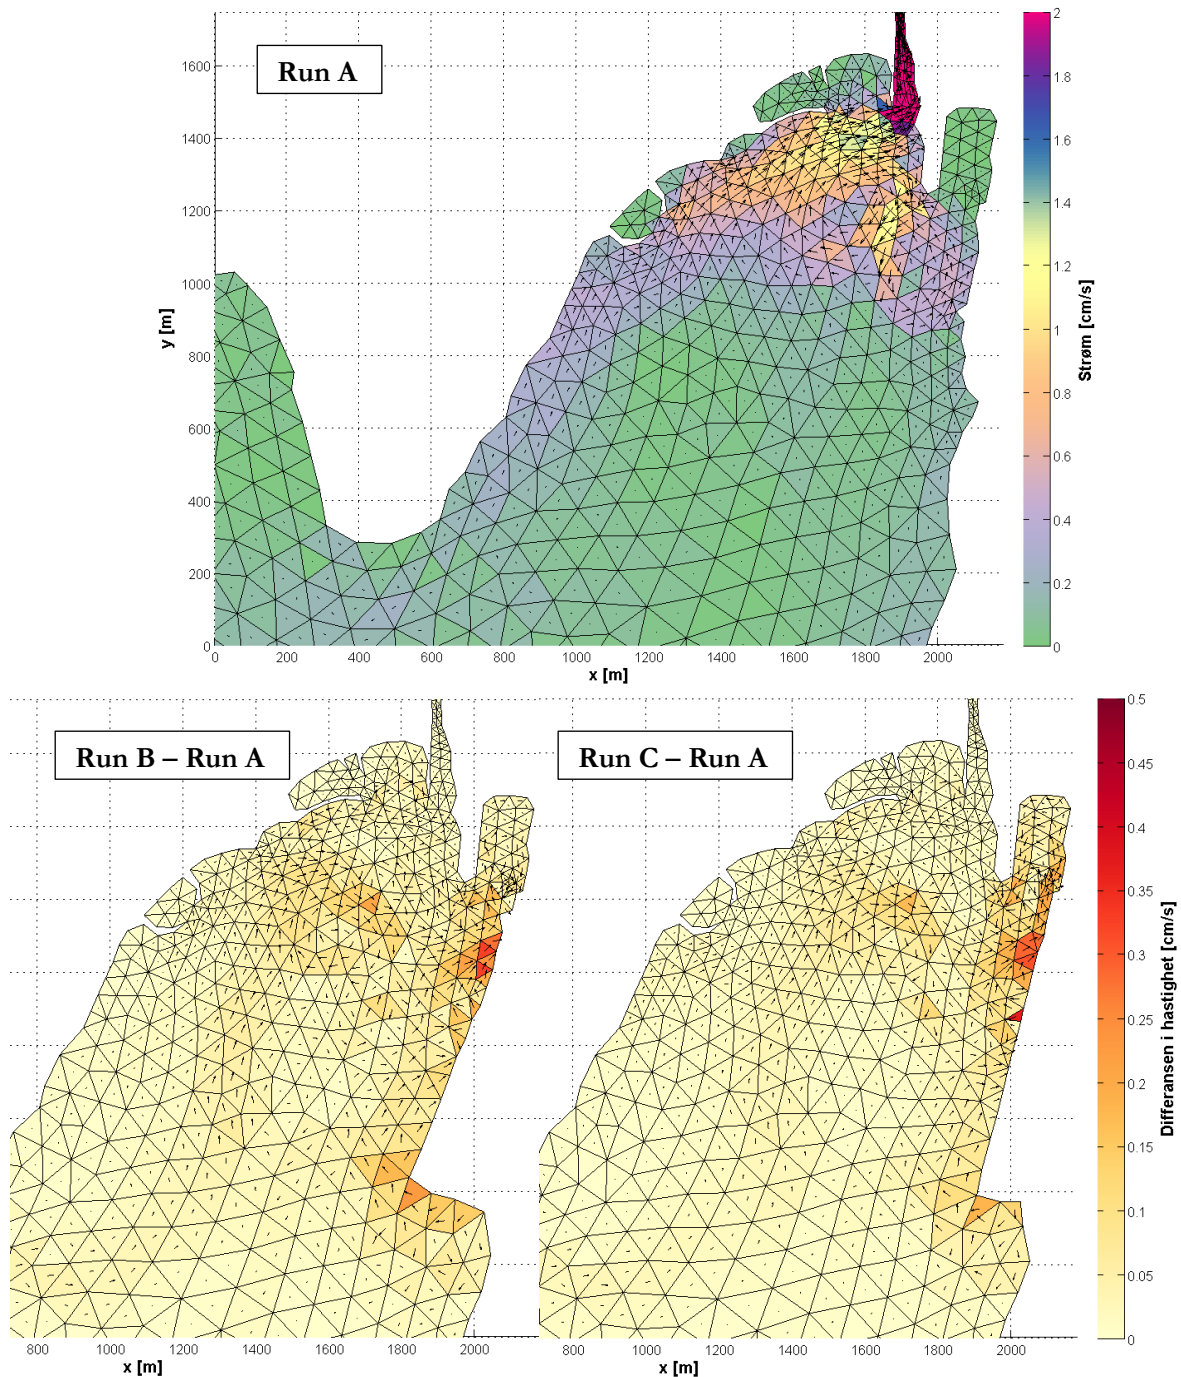 Run A
1600
1400
1200
1000
800
600
400
200
0
y [m]
0 200 400 600 800 1000 1200 1400 1600 1800 2000
x [m]
2
1.8
1.6
1.4
1.2
1
0.8
0.6
0.4
0.2
0
Strøm [cm/s]
Run B – Run A
Run C – Run A
800 1000 1200 1400 1600 1800 2000
x [m]
800 1000 1200 1400 1600 1800 2000
x [m]
0.5
0.45
0.4
0.35
0.3
0.25
0.2
0.15
0.1
0.05
0
Differansen i hastighet [cm/s]